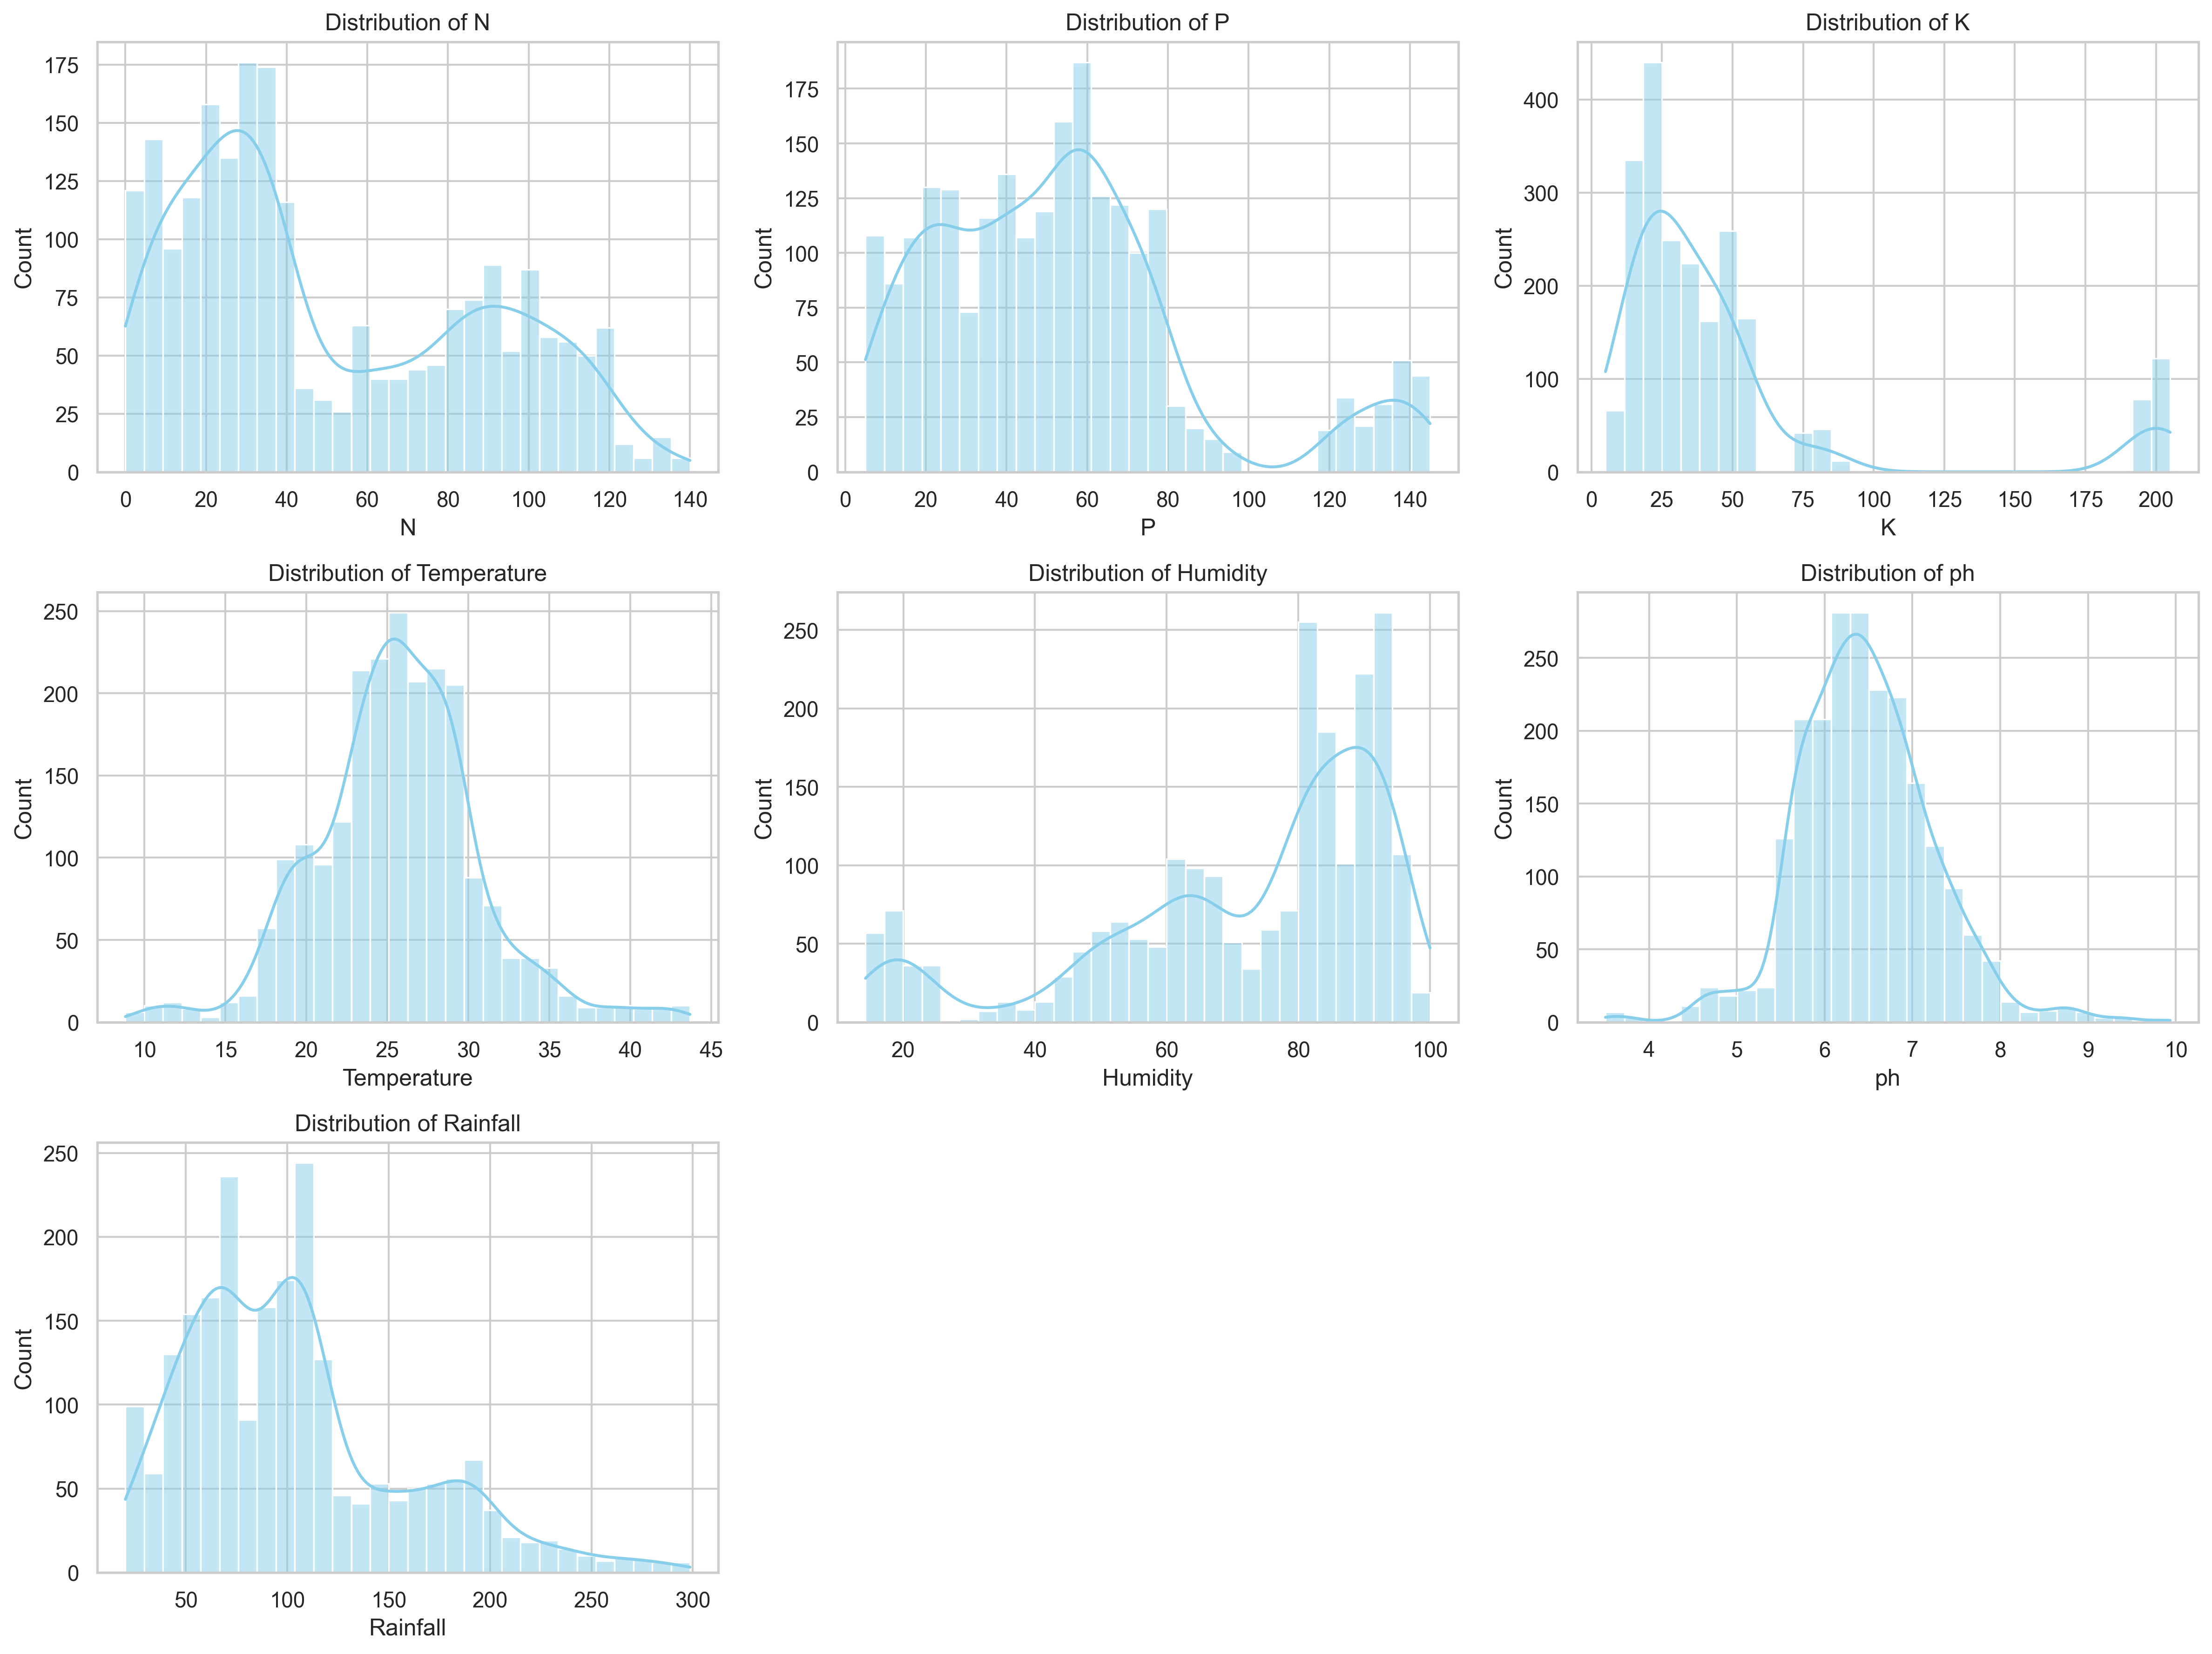 Distribution of N
175
150
125
100
75
50
25
0
Count
0 20 40 60 80 100 120 140
N
Distribution of P
175
150
125
100
75
50
25
0
Count
0 20 40 60 80 100 120 140
P
Distribution of K
400
300
200
100
0
Count
0 25 50 75 100 125 150 175 200
K
Distribution of Temperature
250
200
150
100
50
0
Count
10 15 20 25 30 35 40 45
Temperature
Distribution of Humidity
250
200
150
100
50
0
Count
20 40 60 80 100
Humidity
Distribution of ph
250
200
150
100
50
0
Count
4 5 6 7 8 9 10
ph
Distribution of Rainfall
250
200
150
100
50
0
Count
50 100 150 200 250 300
Rainfall